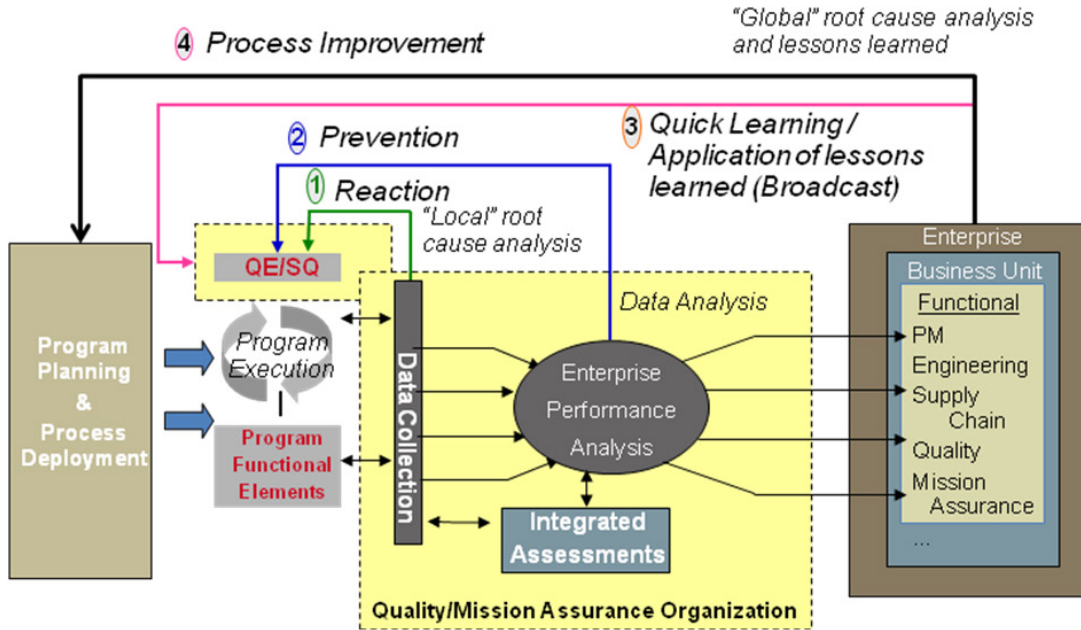 “Global” root cause analysis
and lessons learned
4 Process Improvement
3 Quick Learning /
Application of lessons
learned (Broadcast)
2 Prevention
1 Reaction
“Local” root
cause analysis
QE/SQ
Program
Planning
&
Process
Deployment
Program
Execution
Program
Functional
Elements
Data Collection
Data Analysis
Enterprise
Performance
Analysis
Integrated
Assessments
Quality/Mission Assurance Organization
Enterprise
Business Unit
Functional
PM
Engineering
Supply
Chain
Quality
Mission
Assurance
...